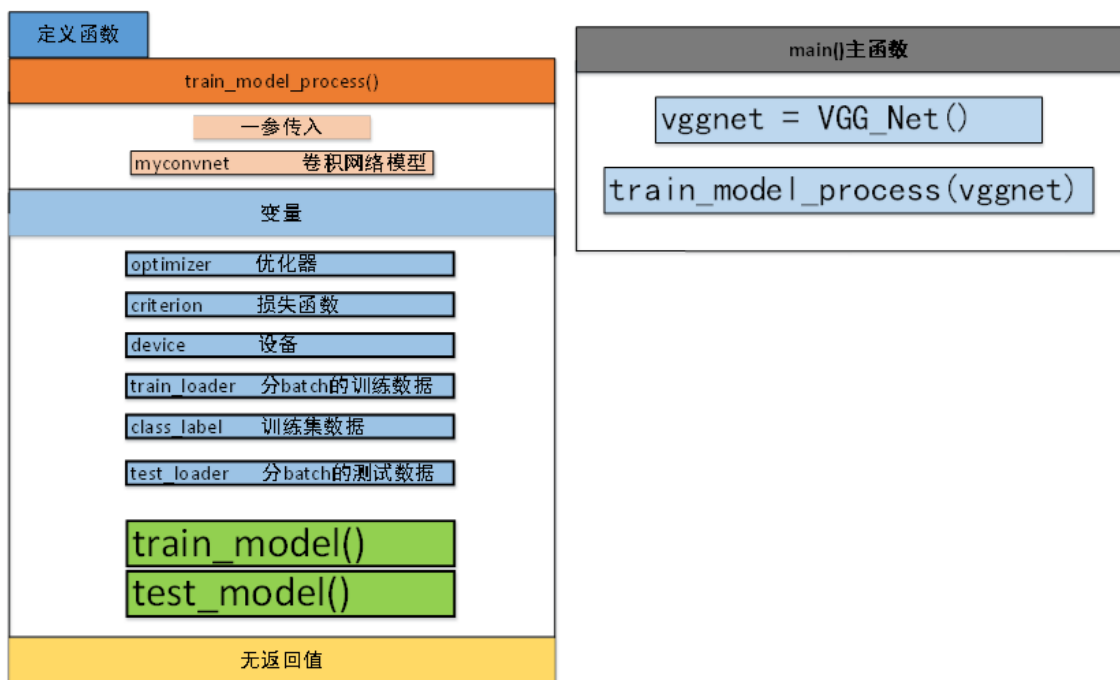 定义函数
train_model_process()
一参传入
myconvnet 卷积网络模型
变量
optimizer 优化器
criterion 损失函数
device 设备
train_loader 分batch的训练数据
class_label 训练集数据
test_loader 分batch的测试数据
train_model()
test_model()
无返回值
main()主函数
vggnet = VGG_Net()
train_model_process(vggnet)